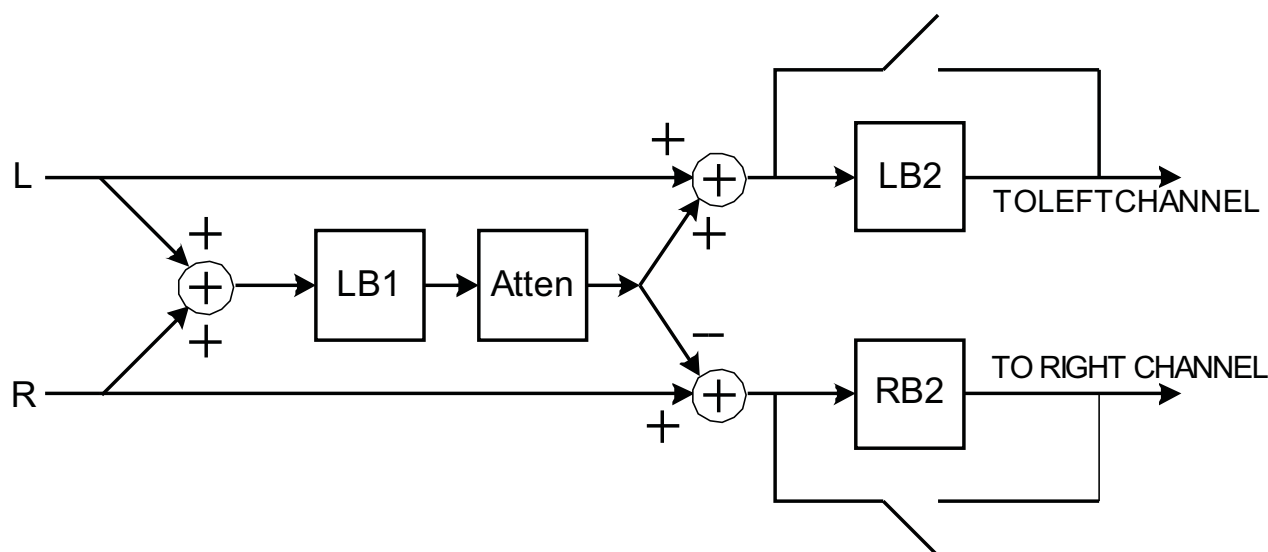 +
L
+
LB2
TOLEFTCHANNEL
+
+
+
LB1
Atten
+
+
−
R
+
RB2
TO RIGHT CHANNEL
+